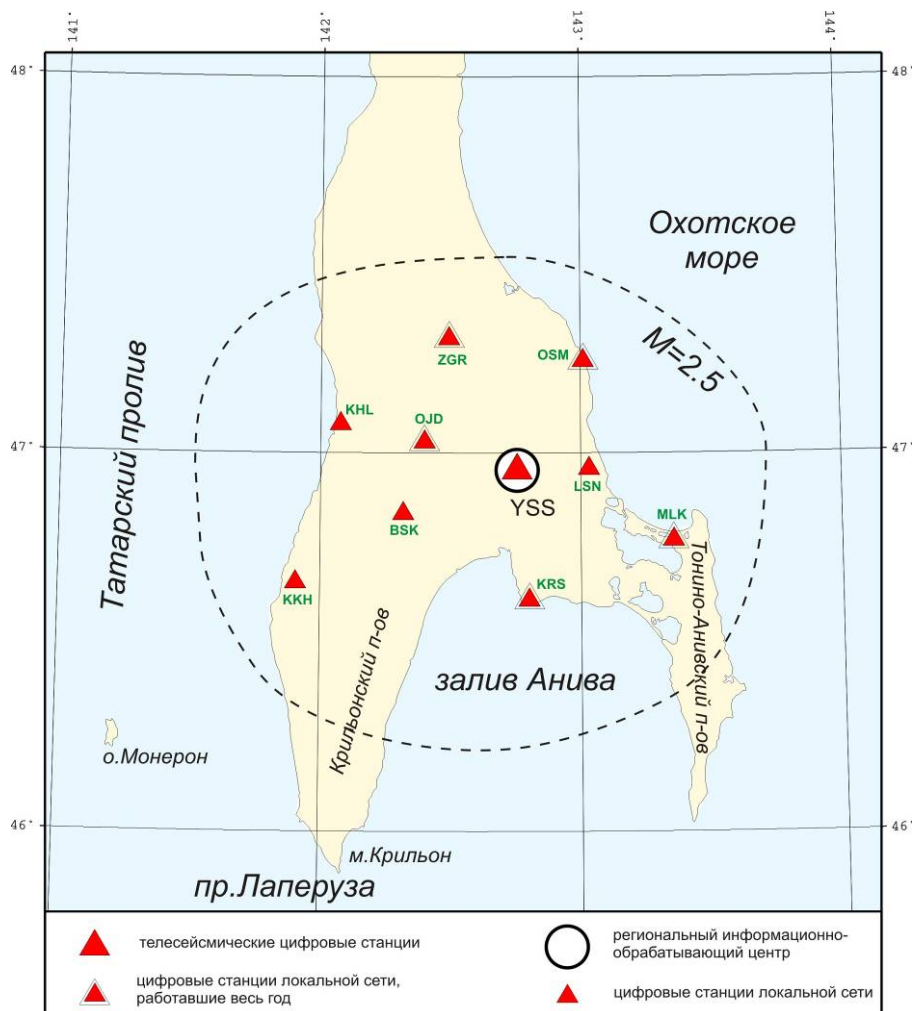 141°
142°
143°
144°
48°
48°
Охотское
море
M=2.5
Татарский пролив
ZGR
OSM
KHL
OJD
47°
47°
LSN
YSS
BSK
MLK
KKH
KRS
Тонино-Анивский п-ов
Крильонский п-ов
залив Анива
о.Монерон
46°
46°
м.Крильон
пр.Лаперуза
телесейсмические цифровые станции
региональный информационно-
обрабатывающий центр
цифровые станции локальной сети,
работавшие весь год
цифровые станции локальной сети